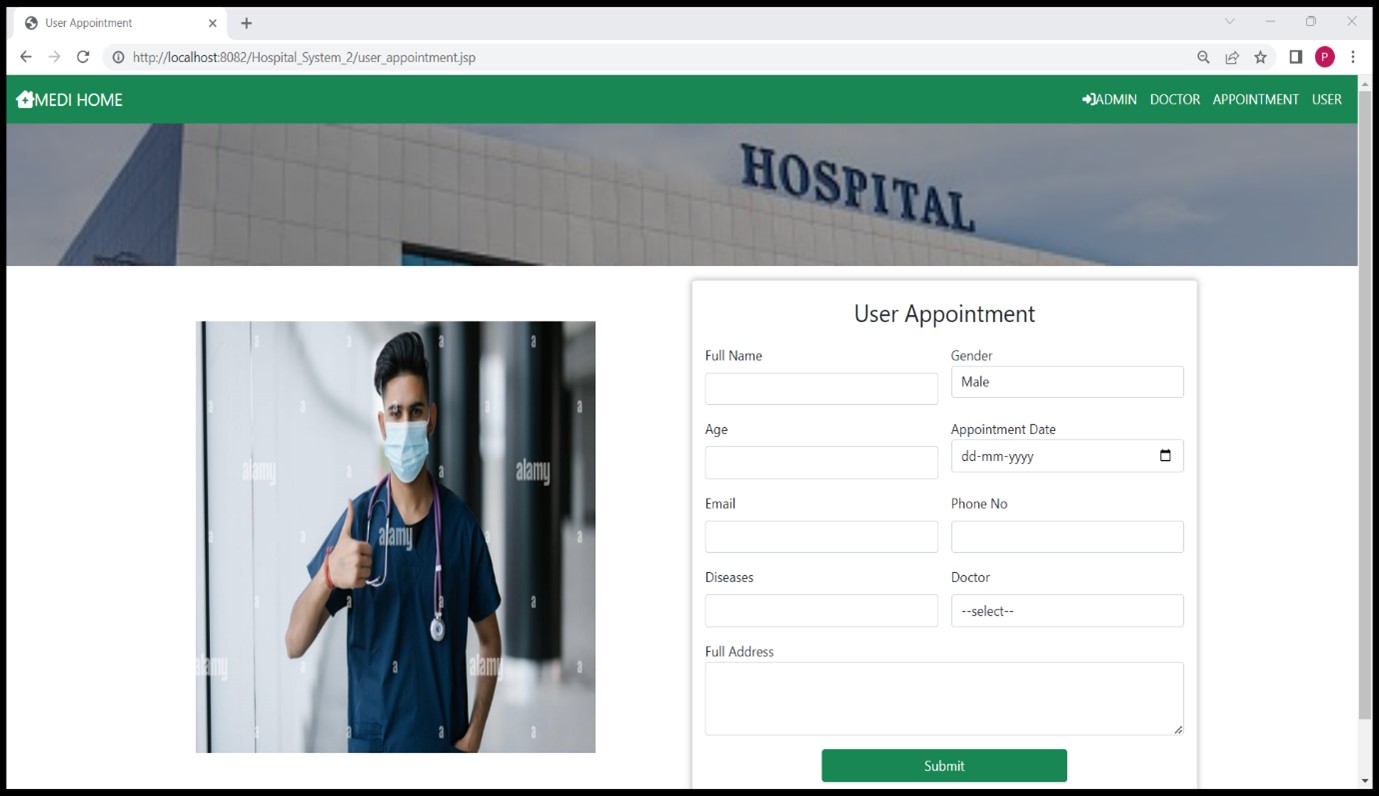 User Appointment
http://localhost:8082/Hospital_System_2/user_appointment.jsp
P
MEDI HOME
ADMIN DOCTOR APPOINTMENT USER
HOSPITAL
User Appointment
Full Name Gender
Male
Age Appointment Date
dd-mm-yyyy
Email Phone No
Diseases Doctor
--select--
Full Address
Submit
a a a a
a a a a a
alamy a a alamy
a alamy a a
a a a a
alamy a alamy a
a a a a